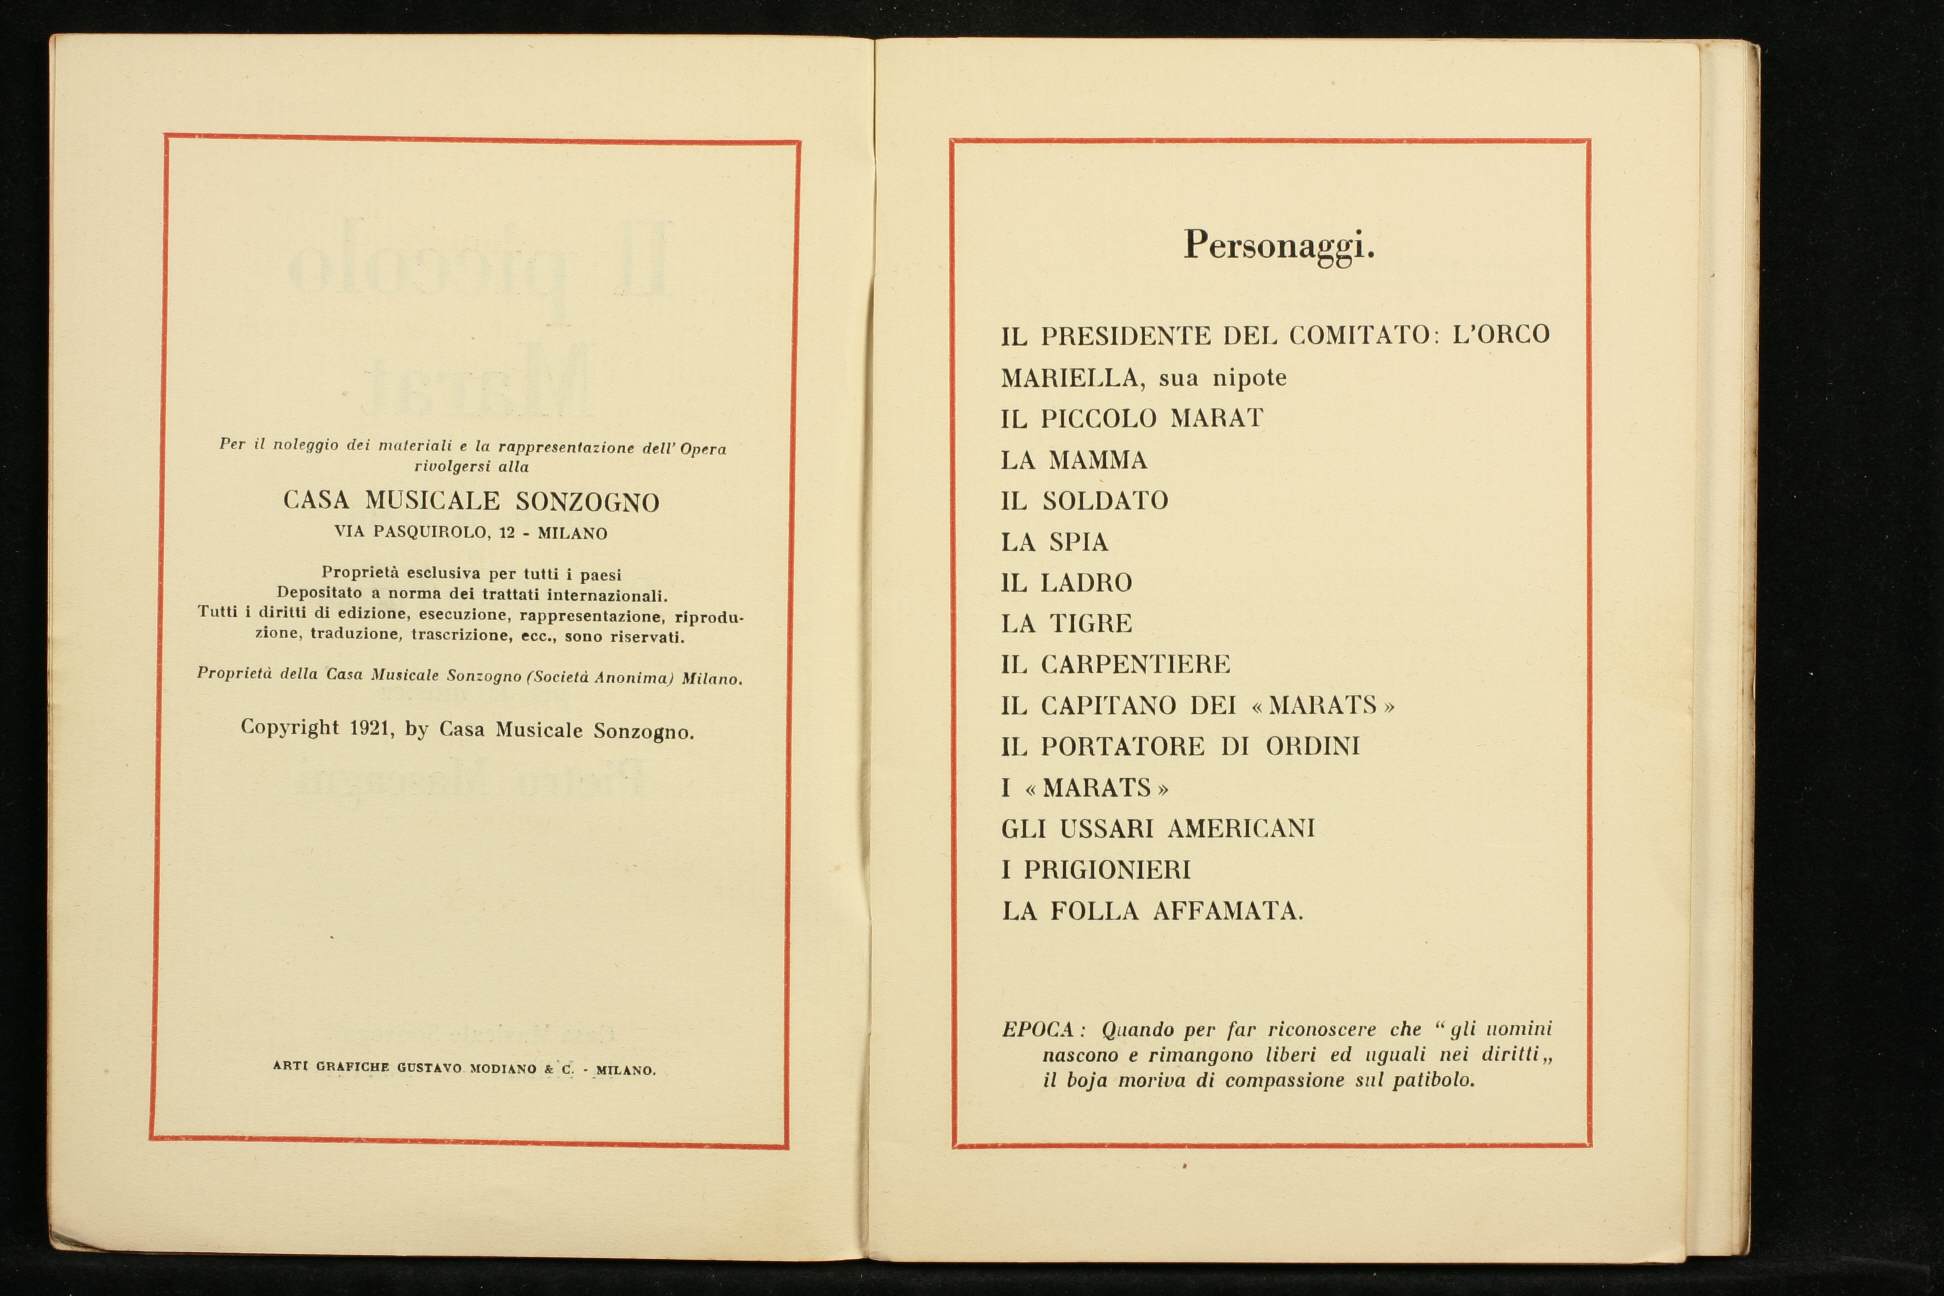 Per il noleggio dei materiali e la rappresentazione dell' Opera
rivolgersi alla
CASA MUSICALE SONZOGNO
VIA PASQUIROLO, 12 - MILANO
Proprietà esclusiva per tutti i paesi
Depositato a norma dei trattati internazionali.
Tutti i diritti di edizione, esecuzione, rappresentazione, riprodu-
zione, traduzione, trascrizione, ecc., sono riservati.
Proprietà della Casa Musicale Sonzogno (Società Anonima) Milano.
Copyright 1921, by Casa Musicale Sonzogno.
ARTI GRAFICHE GUSTAVO MODIANO & C. - MILANO.
Personaggi.
IL PRESIDENTE DEL COMITATO: L'ORCO
MARIELLA, sua nipote
IL PICCOLO MARAT
LA MAMMA
IL SOLDATO
LA SPIA
IL LADRO
LA TIGRE
IL CARPENTIERE
IL CAPITANO DEI « MARATS »
IL PORTATORE DI ORDINI
I « MARATS »
GLI USSARI AMERICANI
I PRIGIONIERI
LA FOLLA AFFAMATA.
EPOCA : Quando per far riconoscere che “ gli uomini
nascono e rimangono liberi ed uguali nei diritti „
il boja moriva di compassione sul patibolo.